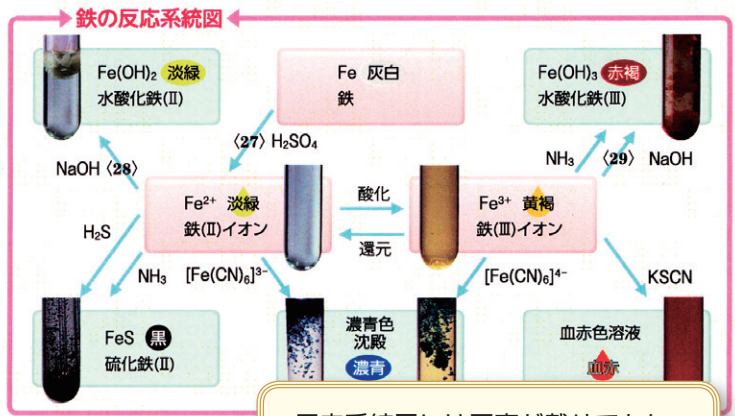 鉄の反応系統図
Fe(OH)₂ 淡緑
水酸化鉄(Ⅱ)
Fe 灰白
鉄
Fe(OH)₃ 赤褐
水酸化鉄(Ⅲ)
〈27〉 H₂SO₄
NaOH 〈28〉
NH₃ 〈29〉 NaOH
Fe²⁺ 淡緑
鉄(Ⅱ)イオン
酸化
還元
Fe³⁺ 黄褐
鉄(Ⅲ)イオン
H₂S
NH₃
[Fe(CN)₆]³⁻
[Fe(CN)₆]⁴⁻
KSCN
FeS 黒
硫化鉄(Ⅱ)
濃青色
沈殿
濃青
血赤色溶液
血赤